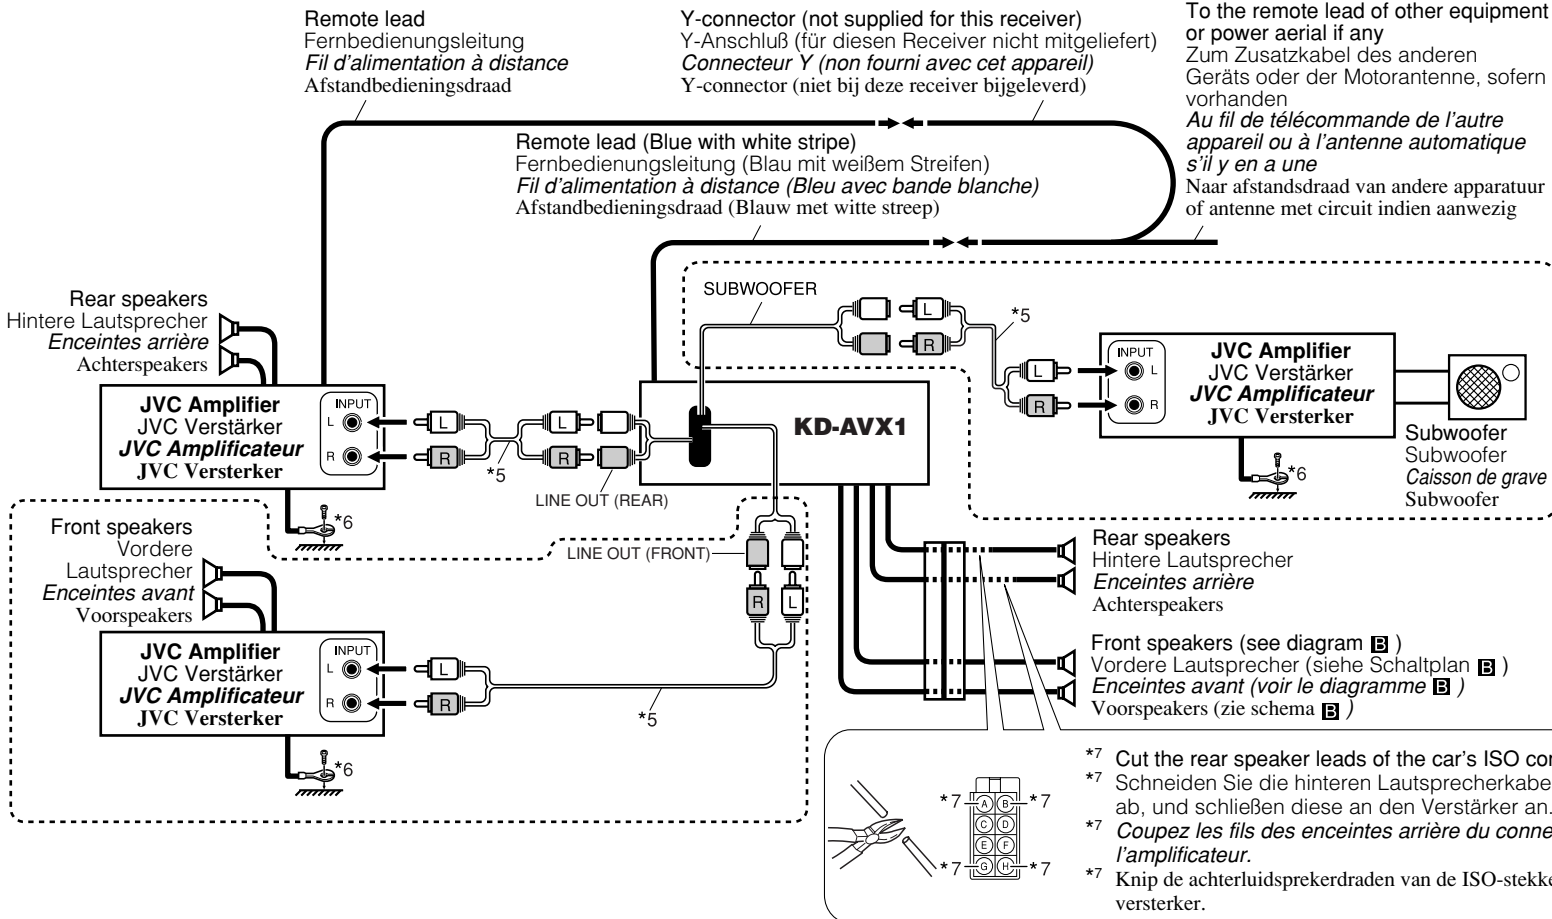 Remote lead
Fernbedienungsleitung
Fil d'alimentation à distance
Afstandbedieningsdraad
Y-connector (not supplied for this receiver)
Y-Anschluß (für diesen Receiver nicht mitgeliefert)
Connecteur Y (non fourni avec cet appareil)
Y-connector (niet bij deze receiver bijgeleverd)
To the remote lead of other equipment
or power aerial if any
Zum Zusatzkabel des anderen
Geräts oder der Motorantenne, sofern
vorhanden
Au fil de télécommande de l'autre
appareil ou à l'antenne automatique
s'il y en a une
Naar afstandsdraad van andere apparatuur
of antenne met circuit indien aanwezig
Remote lead (Blue with white stripe)
Fernbedienungsleitung (Blau mit weißem Streifen)
Fil d'alimentation à distance (Bleu avec bande blanche)
Afstandbedieningsdraad (Blauw met witte streep)
Rear speakers
Hintere Lautsprecher
Enceintes arrière
Achterspeakers
JVC Amplifier
JVC Verstärker
JVC Amplificateur
JVC Versterker
INPUT
L
R
L
R
*5
L
R
LINE OUT (REAR)
*6
KD-AVX1
SUBWOOFER
L
R
*5
L
R
INPUT
L
R
JVC Amplifier
JVC Verstärker
JVC Amplificateur
JVC Versterker
*6
Subwoofer
Subwoofer
Caisson de grave
Subwoofer
Front speakers
Vordere
Lautsprecher
Enceintes avant
Voorspeakers
LINE OUT (FRONT)
R
L
JVC Amplifier
JVC Verstärker
JVC Amplificateur
JVC Versterker
INPUT
L
R
L
R
*5
*6
Rear speakers
Hintere Lautsprecher
Enceintes arrière
Achterspeakers
Front speakers (see diagram B )
Vordere Lautsprecher (siehe Schaltplan B )
Enceintes avant (voir le diagramme B )
Voorspeakers (zie schema B )
*7 A B *7
C D
E F
*7 G H *7
*7 Cut the rear speaker leads of the car's ISO con
*7 Schneiden Sie die hinteren Lautsprecherkabe
ab, und schließen diese an den Verstärker an.
*7 Coupez les fils des enceintes arrière du conne
l'amplificateur.
*7 Knip de achterluidsprekerdraden van de ISO-stekke
versterker.